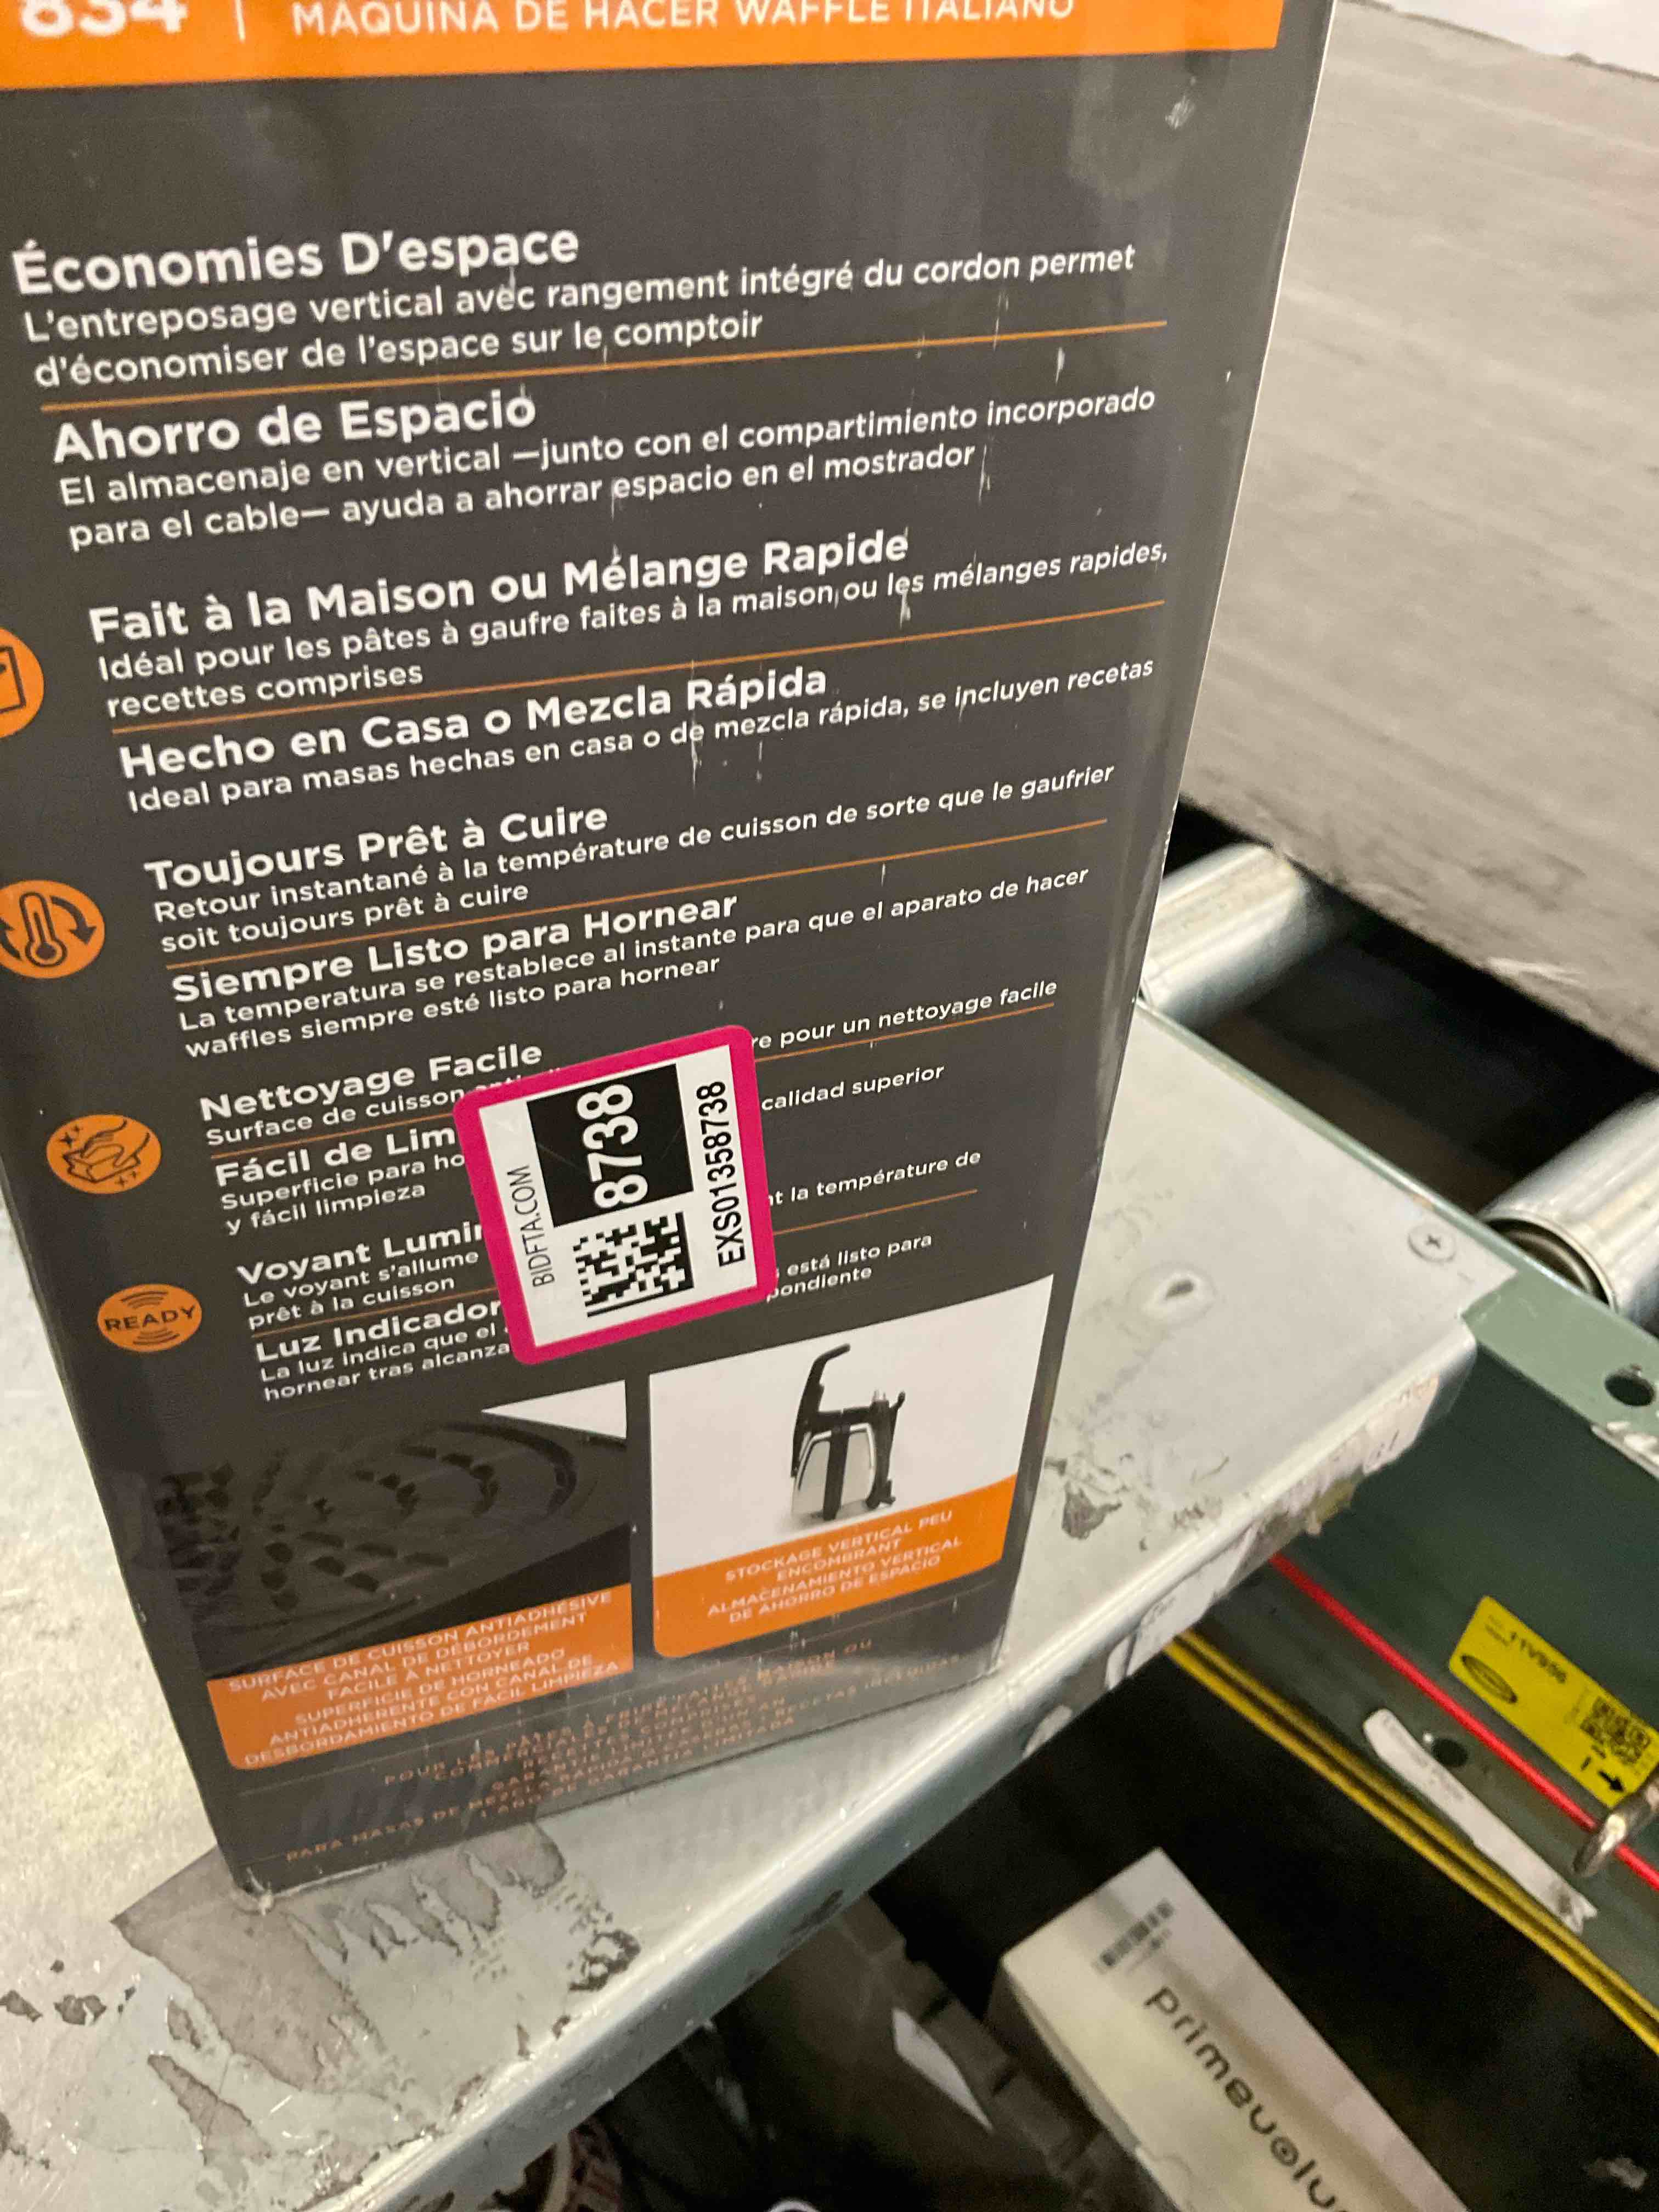 834 | MÁQUINA DE HACER WAFFLE ITALIANO
Économies D'espace
L'entreposage vertical avec rangement intégré du cordon permet
d'économiser de l'espace sur le comptoir
Ahorro de Espacio
El almacenaje en vertical —junto con el compartimiento incorporado
para el cable— ayuda a ahorrar espacio en el mostrador
Fait à la Maison ou Mélange Rapide
Idéal pour les pâtes à gaufre faites à la maison ou les mélanges rapides,
recettes comprises
Hecho en Casa o Mezcla Rápida
Ideal para masas hechas en casa o de mezcla rápida, se incluyen recetas
Toujours Prêt à Cuire
Retour instantané à la température de cuisson de sorte que le gaufrier
soit toujours prêt à cuire
Siempre Listo para Hornear
La temperatura se restablece al instante para que el aparato de hacer
waffles siempre esté listo para hornear
Nettoyage Facile
Surface de cuisson re pour un nettoyage facile
Fácil de Lim
Superficie para ho calidad superior
y fácil limpieza
Voyant Lumi
Le voyant s'allume nt la température de
prêt à la cuisson
Luz Indicador
La luz indica que el está listo para
hornear tras alcanza pondiente
READY
BIDFTA.COM
8738
EXS01358738
SURFACE DE CUISSON ANTIADHÉSIVE
AVEC CANAL DE DÉBORDEMENT
FACILE À NETTOYER
SUPERFICIE DE HORNEADO
ANTIADHERENTE CON CANAL DE
DESBORDAMIENTO DE FÁCIL LIMPIEZA
STOCKAGE VERTICAL PEU
ENCOMBRANT
ALMACENAMIENTO VERTICAL
DE AHORRO DE ESPACIO
primevolu